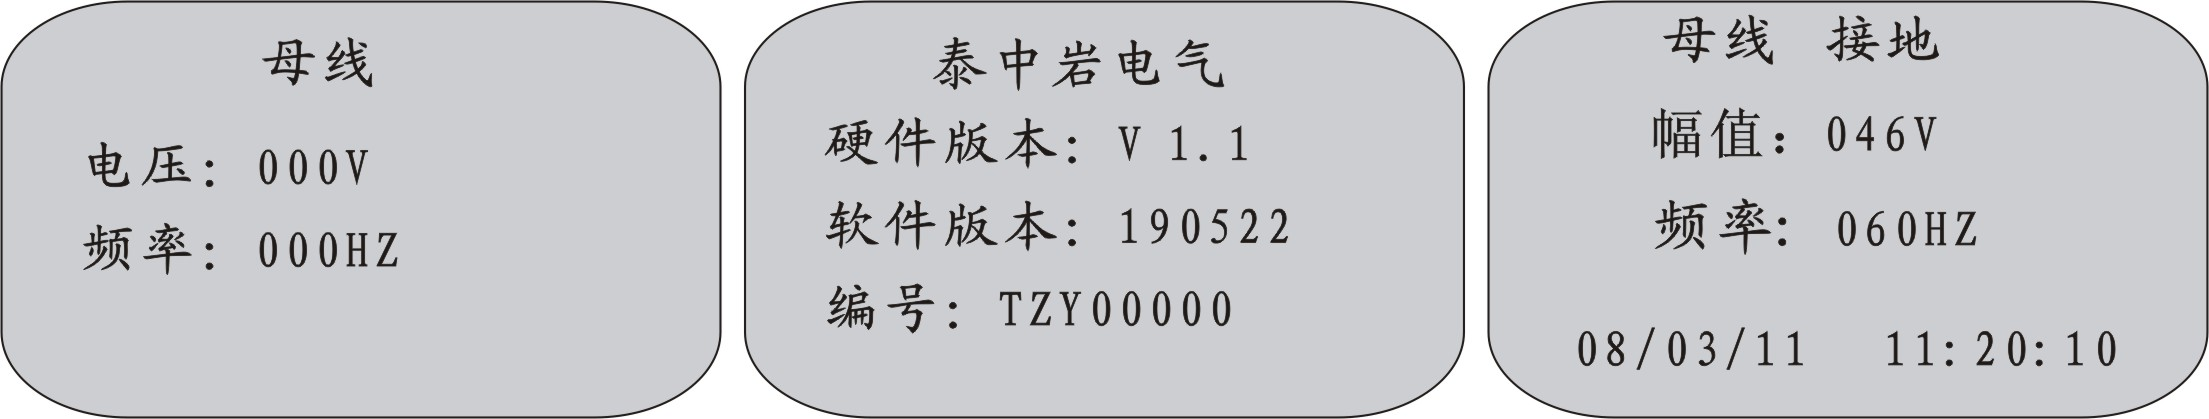 母线
电压：000V
频率：000HZ
泰中岩电气
硬件版本：V 1.1
软件版本：190522
编号：TZY00000
母线 接地
幅值：046V
频率：060HZ
08/03/11 11:20:10